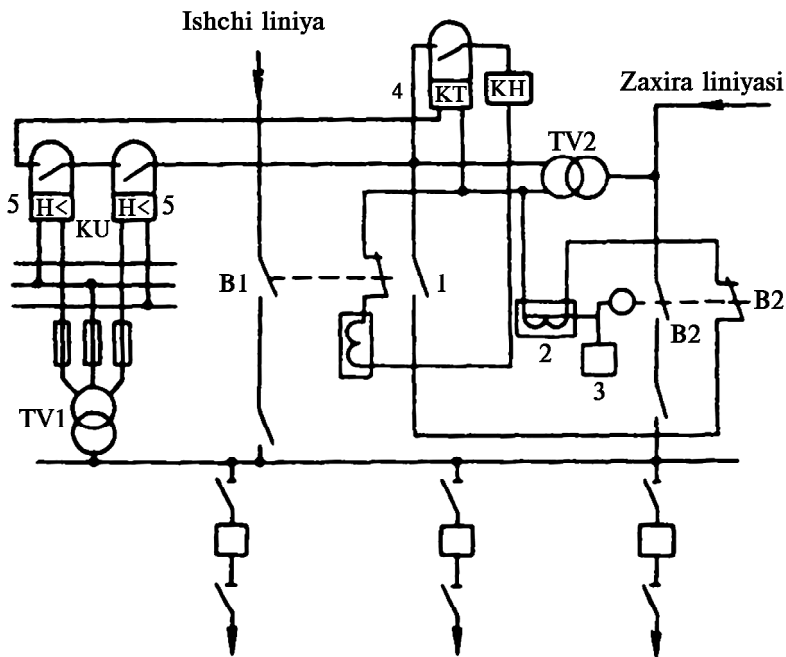 Ishchi liniya
Zaxira liniyasi
4
KT
KH
TV2
5
H<
H<
5
KU
B1
1
B2
B2
2
3
TV1